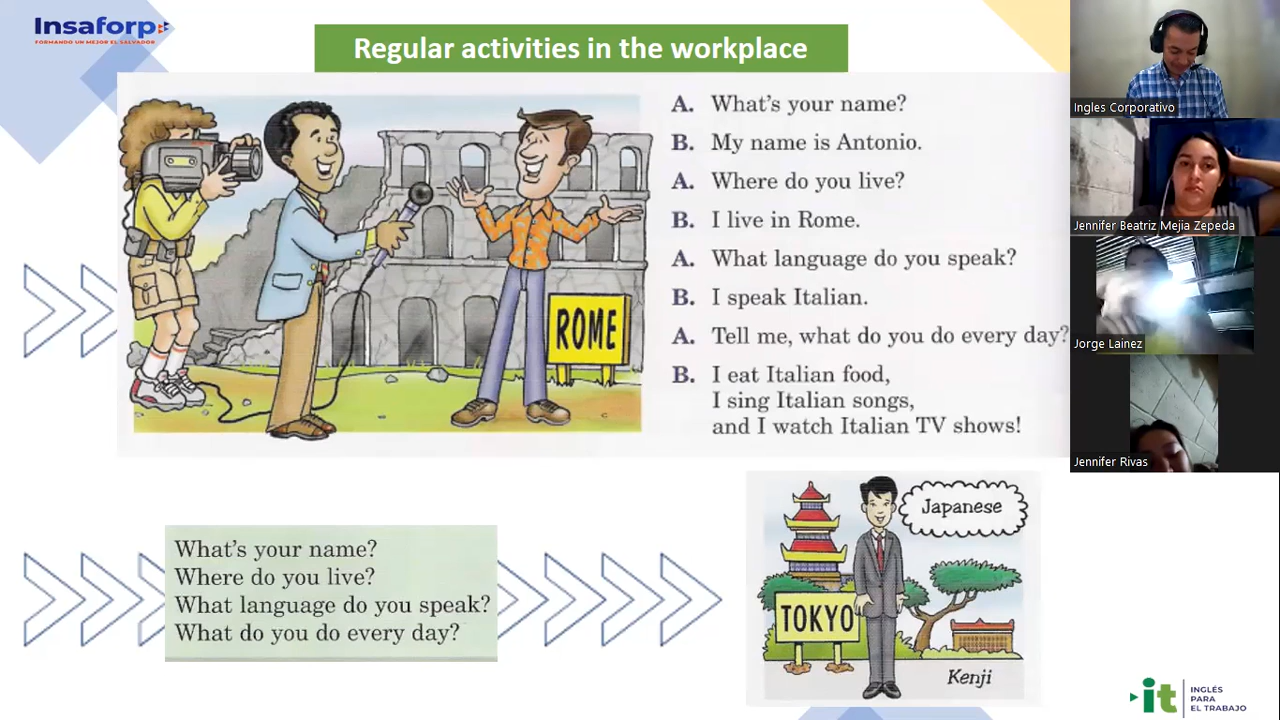 Insaforp
FORMANDO UN MEJOR EL SALVADOR
Regular activities in the workplace
A. What's your name?
B. My name is Antonio.
A. Where do you live?
B. I live in Rome.
A. What language do you speak?
B. I speak Italian.
A. Tell me, what do you do every day?
B. I eat Italian food,
I sing Italian songs,
and I watch Italian TV shows!
ROME
What's your name?
Where do you live?
What language do you speak?
What do you do every day?
Japanese
TOKYO
Kenji
Ingles Corporativo
Jennifer Beatriz Mejia Zepeda
Jorge Lainez
Jennifer Rivas
it
INGLÉS
PARA
EL TRABAJO